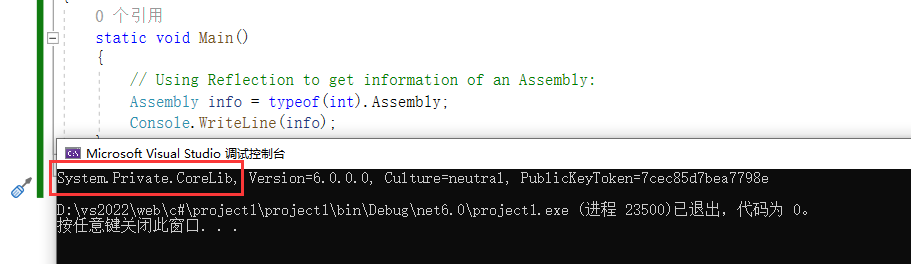 0 个引用
static void Main()
{
// Using Reflection to get information of an Assembly:
Assembly info = typeof(int).Assembly;
Console.WriteLine(info);
Microsoft Visual Studio 调试控制台
System.Private.CoreLib, Version=6.0.0.0, Culture=neutral, PublicKeyToken=7cec85d7bea7798e
D:\vs2022\web\c#\project1\project1\bin\Debug\net6.0\project1.exe (进程 23500)已退出，代码为 0。
按任意键关闭此窗口. . .